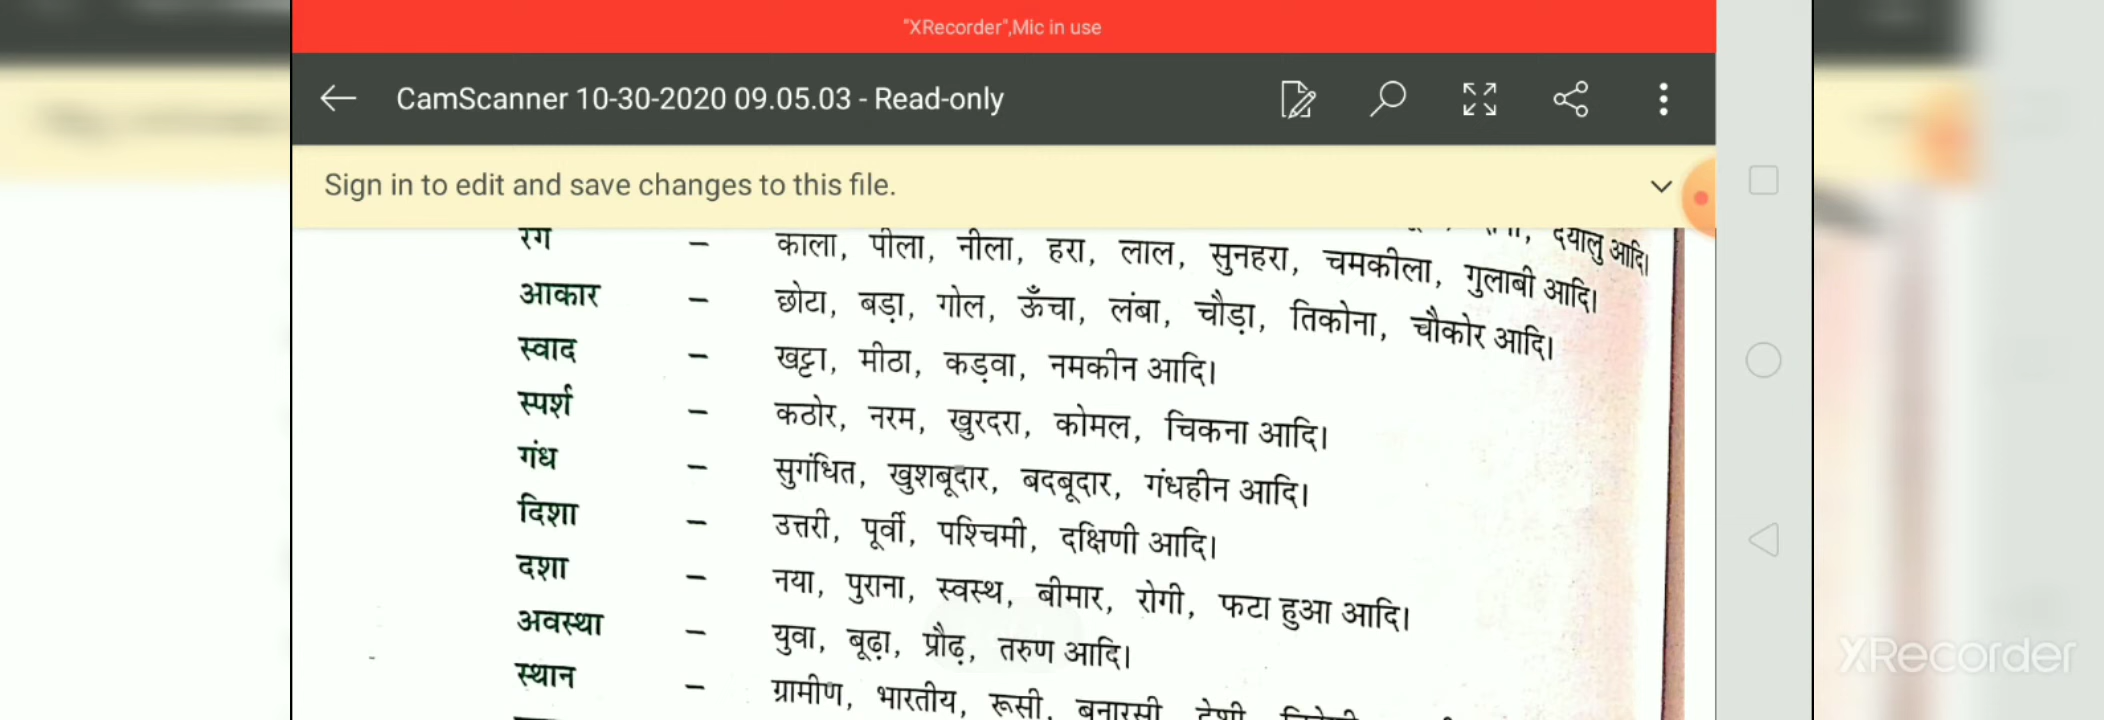 "XRecorder",Mic in use
CamScanner 10-30-2020 09.05.03 - Read-only
Sign in to edit and save changes to this file.
दयालु आदि।
रंग – काला, पीला, नीला, हरा, लाल, सुनहरा, चमकीला, गुलाबी आदि।
आकार – छोटा, बड़ा, गोल, ऊँचा, लंबा, चौड़ा, तिकोना, चौकोर आदि।
स्वाद – खट्टा, मीठा, कड़वा, नमकीन आदि।
स्पर्श – कठोर, नरम, खुरदरा, कोमल, चिकना आदि।
गंध – सुगंधित, खुशबूदार, बदबूदार, गंधहीन आदि।
दिशा – उत्तरी, पूर्वी, पश्चिमी, दक्षिणी आदि।
दशा – नया, पुराना, स्वस्थ, बीमार, रोगी, फटा हुआ आदि।
अवस्था – युवा, बूढ़ा, प्रौढ़, तरुण आदि।
स्थान – ग्रामीण, भारतीय, रूसी, बनारसी, देशी,
XRecorder